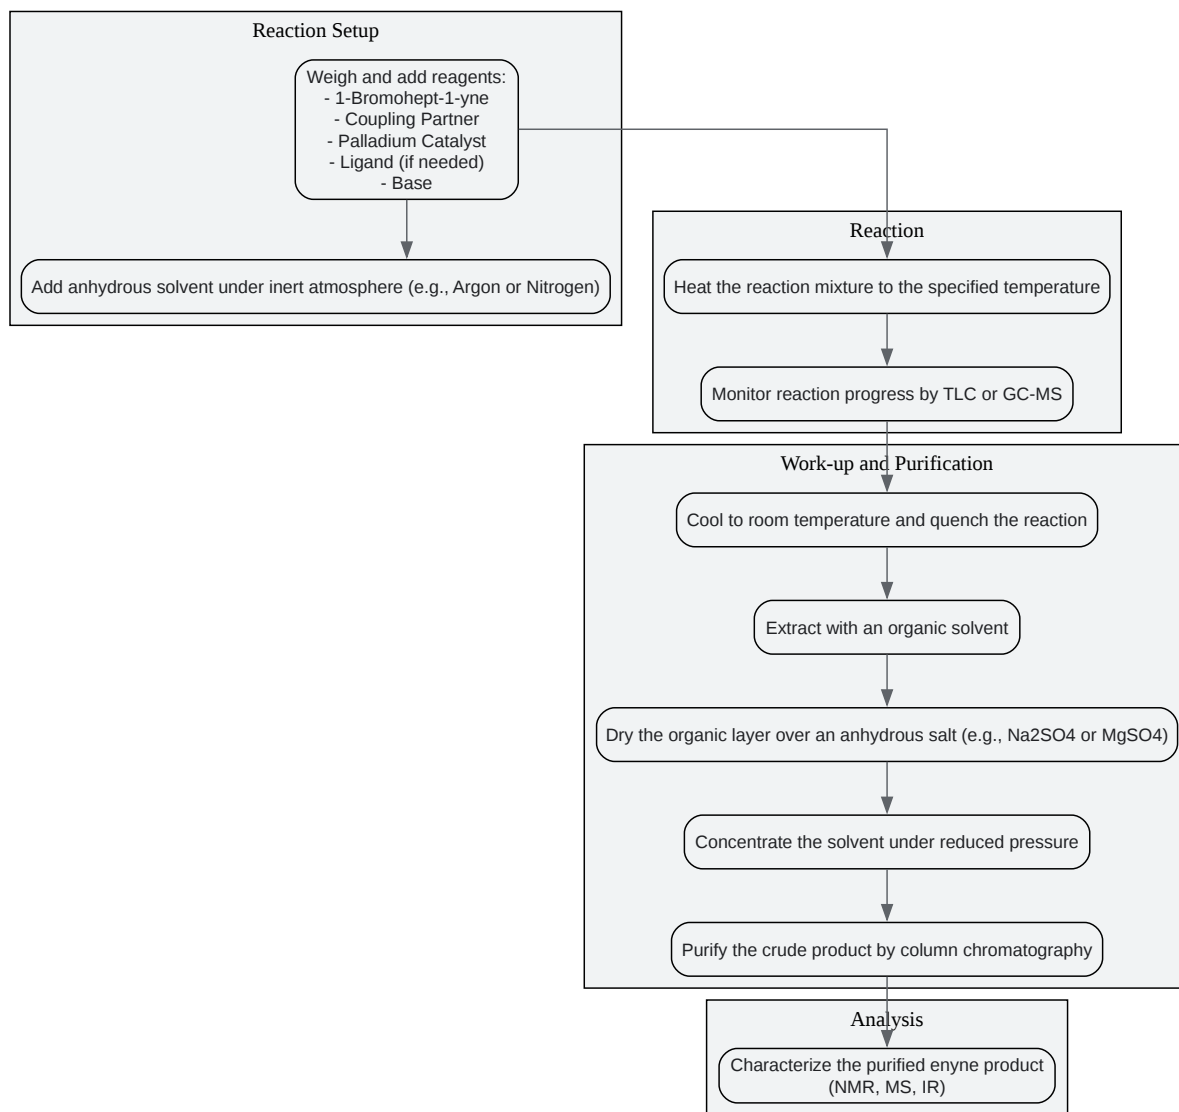 Reaction Setup
Weigh and add reagents:
- 1-Bromohept-1-yne
- Coupling Partner
- Palladium Catalyst
- Ligand (if needed)
- Base
Add anhydrous solvent under inert atmosphere (e.g., Argon or Nitrogen)
Reaction
Heat the reaction mixture to the specified temperature
Monitor reaction progress by TLC or GC-MS
Work-up and Purification
Cool to room temperature and quench the reaction
Extract with an organic solvent
Dry the organic layer over an anhydrous salt (e.g., Na2SO4 or MgSO4)
Concentrate the solvent under reduced pressure
Purify the crude product by column chromatography
Analysis
Characterize the purified enyne product
(NMR, MS, IR)